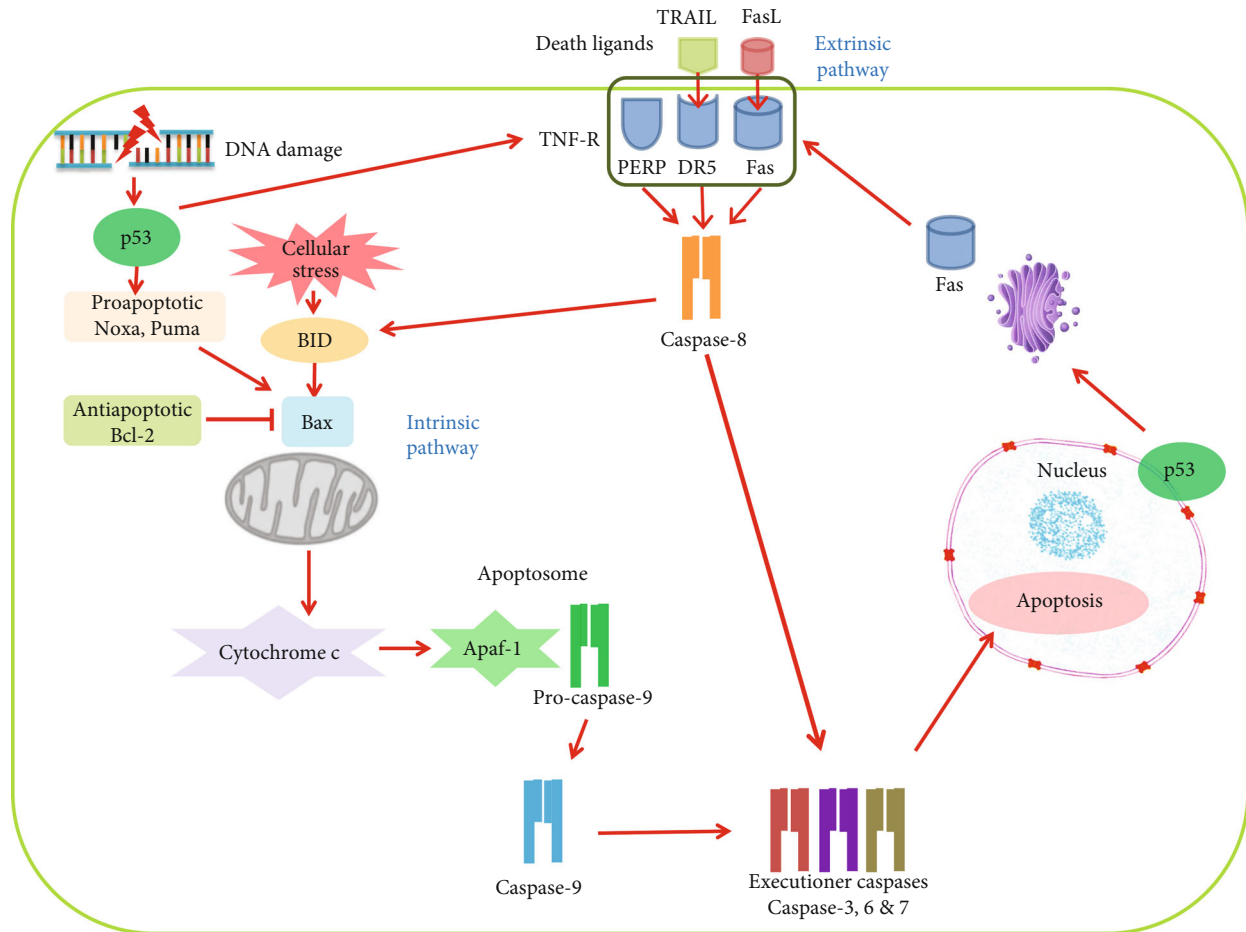 TRAIL
FasL
Death ligands
Extrinsic
pathway
DNA damage
TNF-R
PERP
DR5
Fas
p53
Cellular
stress
Fas
Proapoptotic
Noxa, Puma
BID
Caspase-8
Antiapoptotic
Bcl-2
Bax
Intrinsic
pathway
Nucleus
p53
Apoptosome
Apoptosis
Cytochrome c
Apaf-1
Pro-caspase-9
Caspase-9
Executioner caspases
Caspase-3, 6 & 7